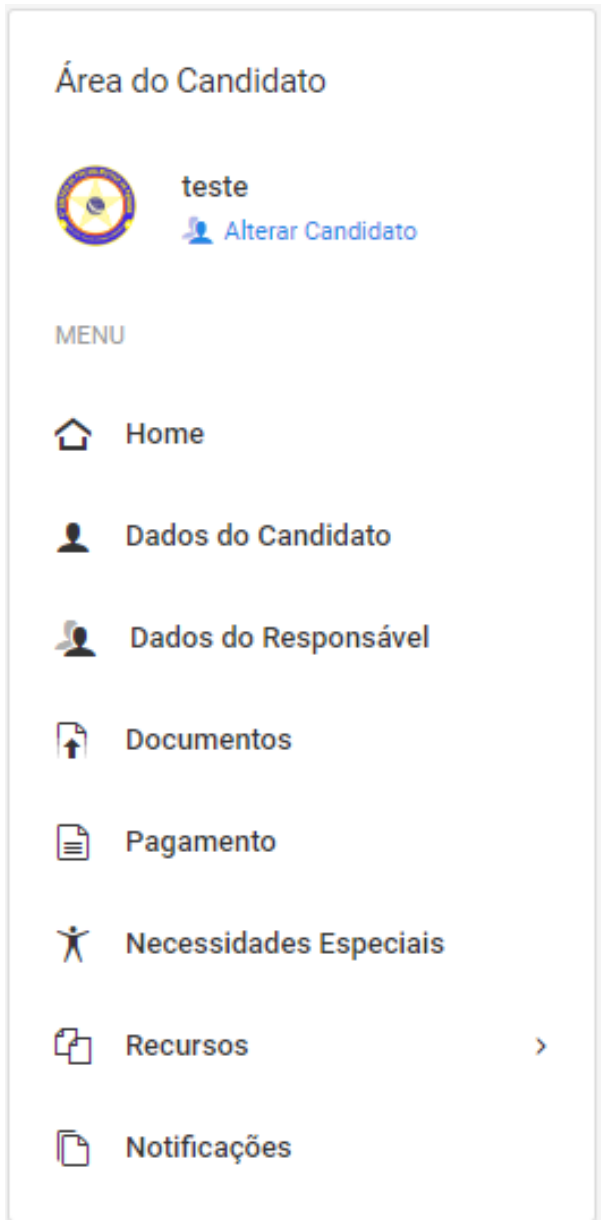 Área do Candidato
teste
Alterar Candidato
MENU
Home
Dados do Candidato
Dados do Responsável
Documentos
Pagamento
Necessidades Especiais
Recursos
Notificações